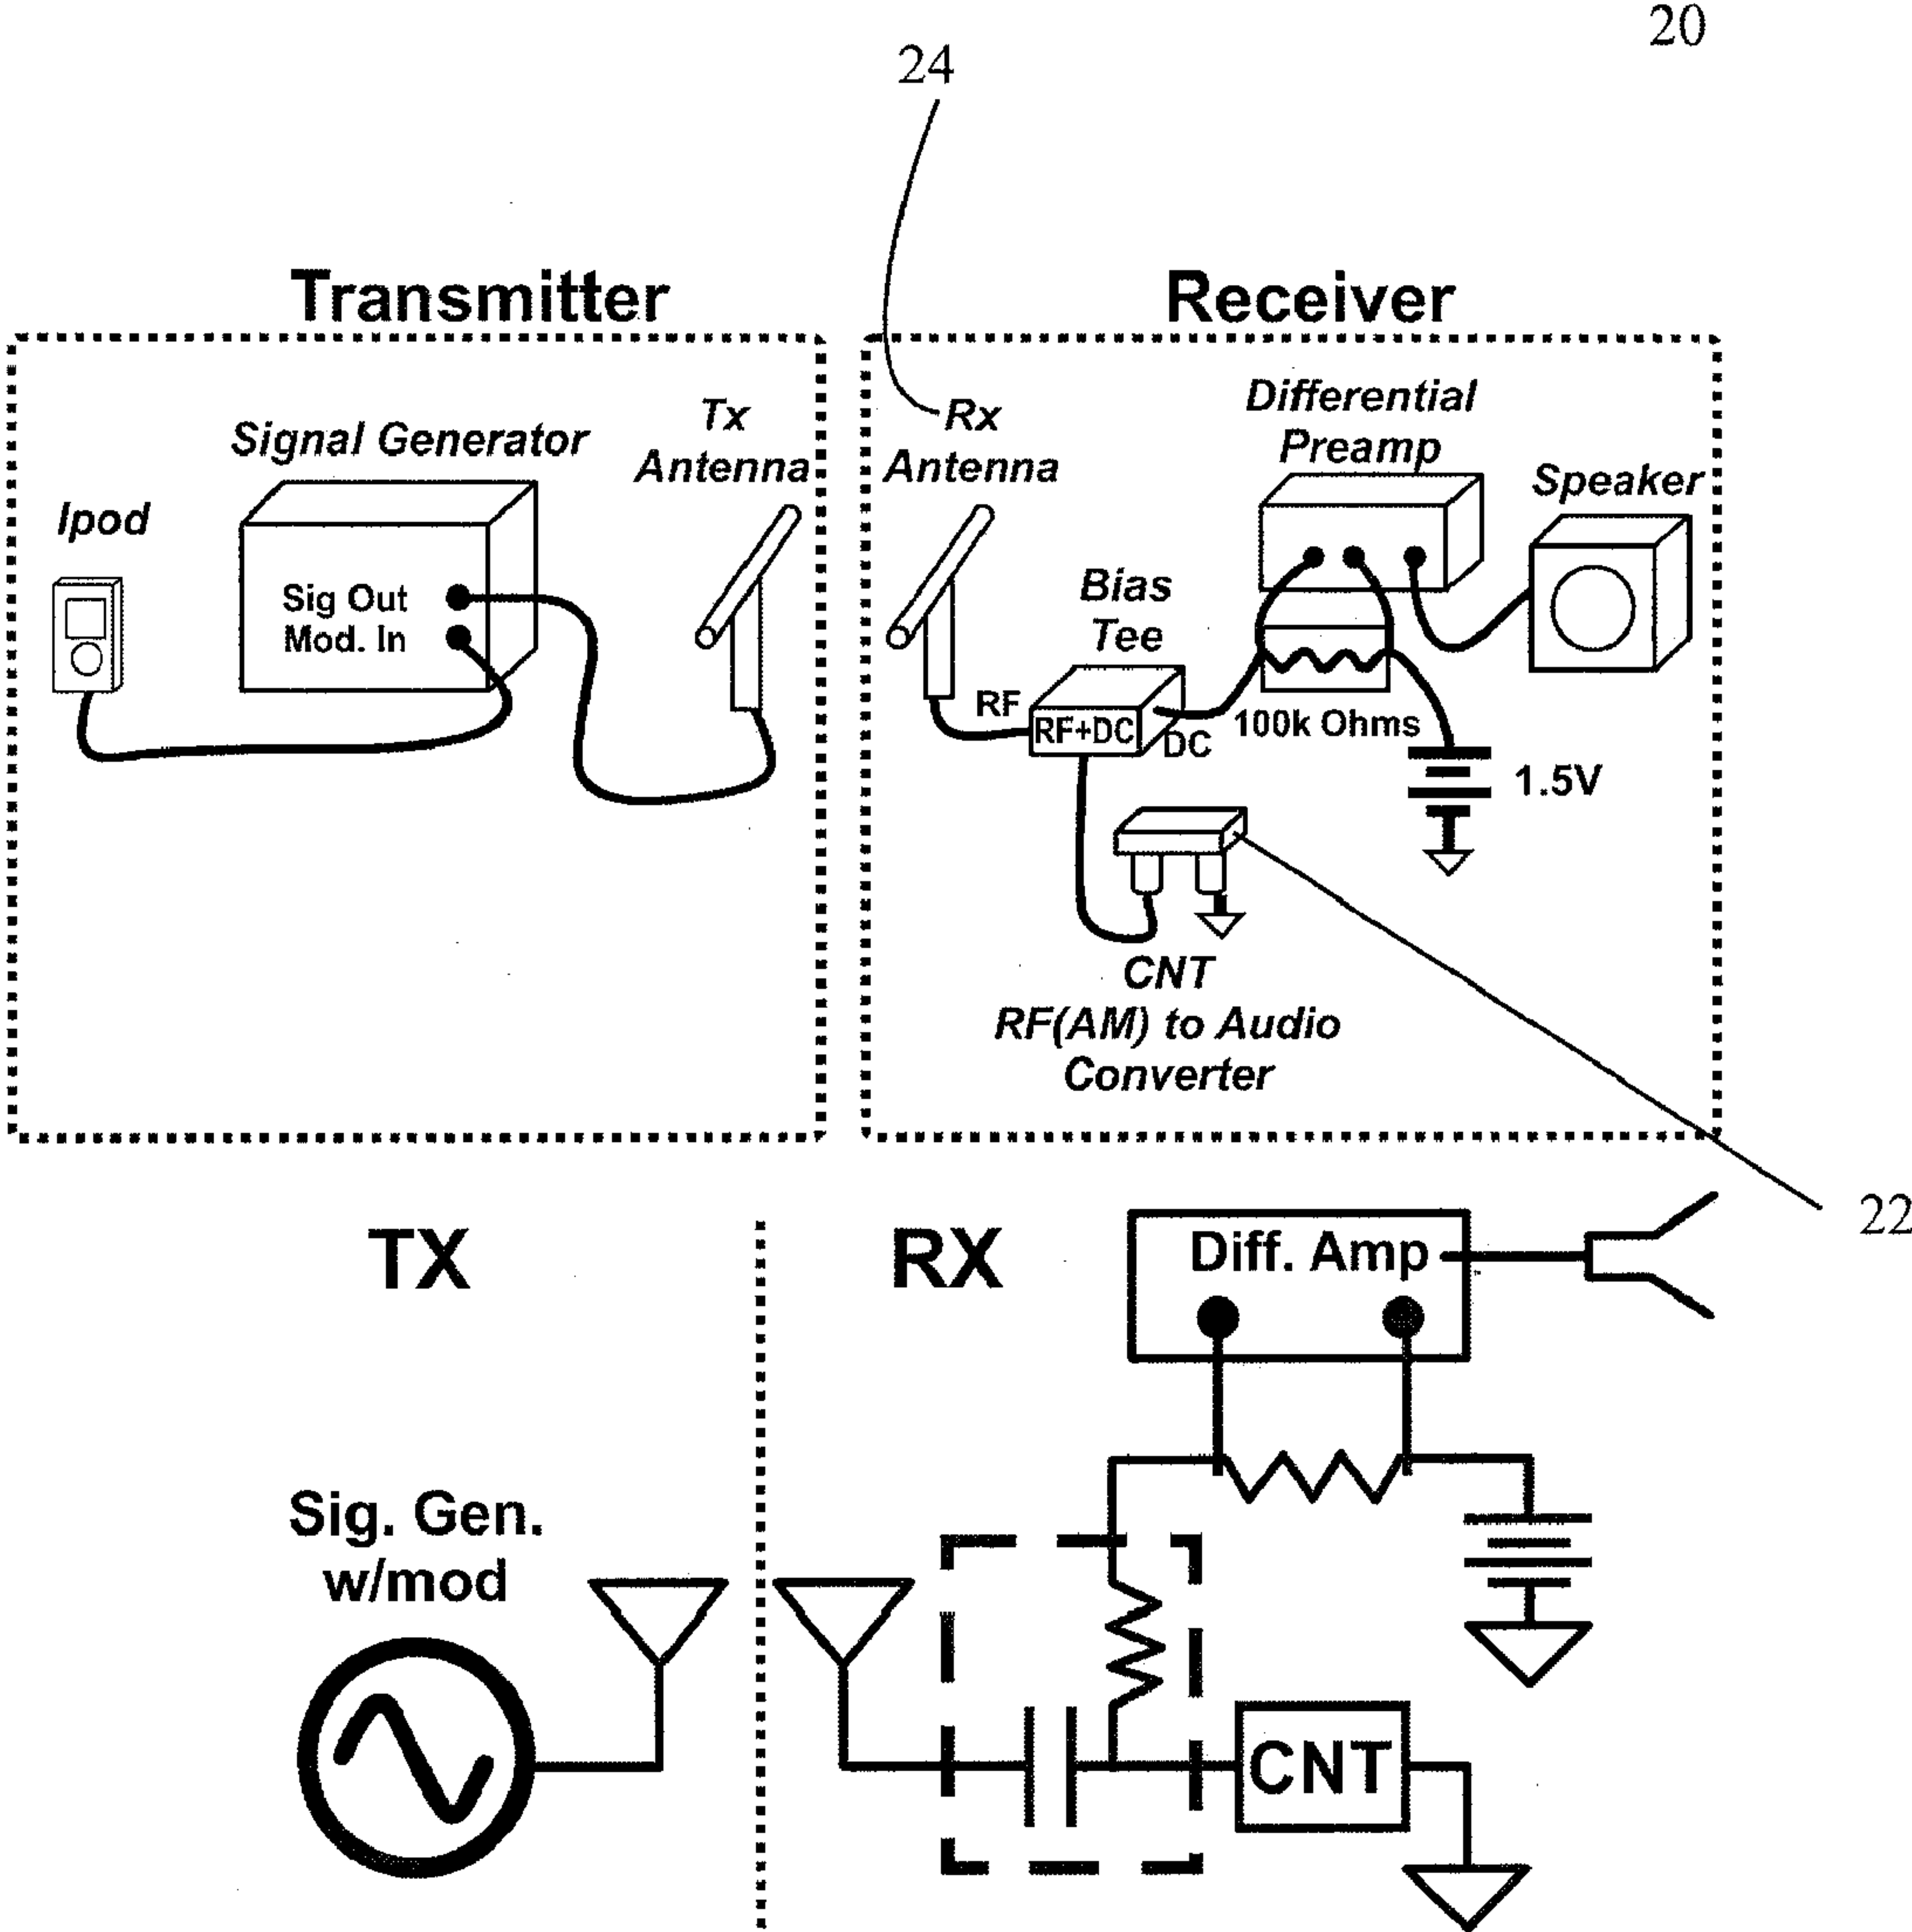 20
24
Transmitter
Receiver
Ipod
Signal Generator
Tx
Antenna
Sig Out
Mod. In
Rx
Antenna
Differential
Preamp
Speaker
Bias
Tee
RF
RF+DC
DC
100k Ohms
1.5V
CNT
RF(AM) to Audio
Converter
22
TX
RX
Diff. Amp
Sig. Gen.
w/mod
CNT